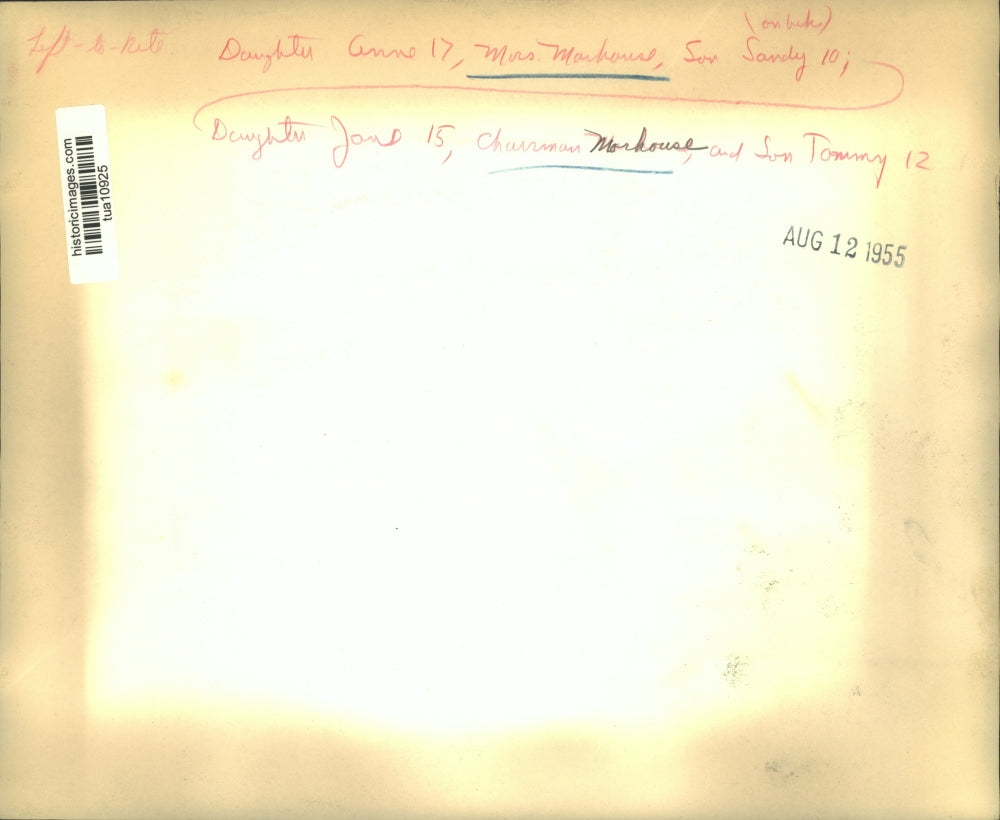 (on bike)
Left-to-Rite. Daughter Anne 17, Mrs. Morhouse, Son Sandy 10;
Daughter Jane 15, Chairman Morhouse, and Son Tommy 12
historicimages.com
tua10925
AUG 12 1955